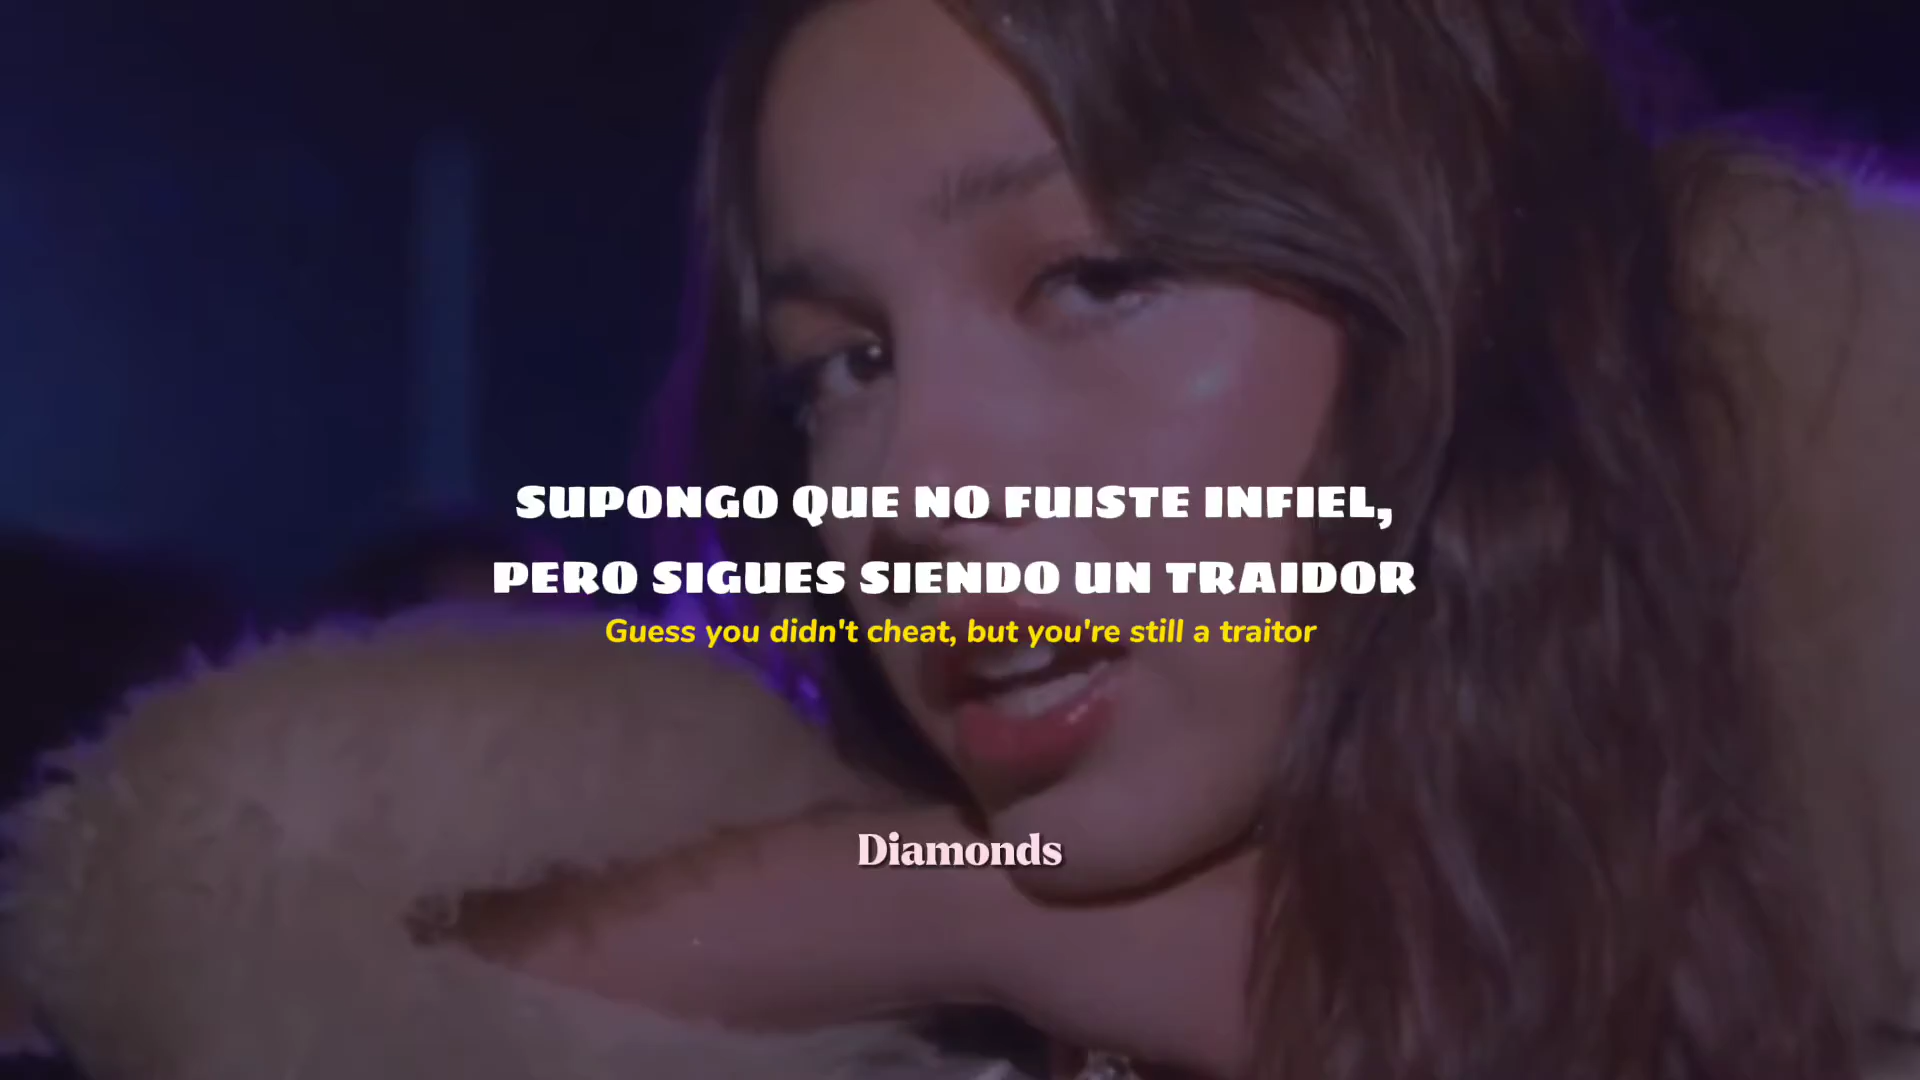 SUPONGO QUE NO FUISTE INFIEL,
PERO SIGUES SIENDO UN TRAIDOR
Guess you didn't cheat, but you're still a traitor
Diamonds